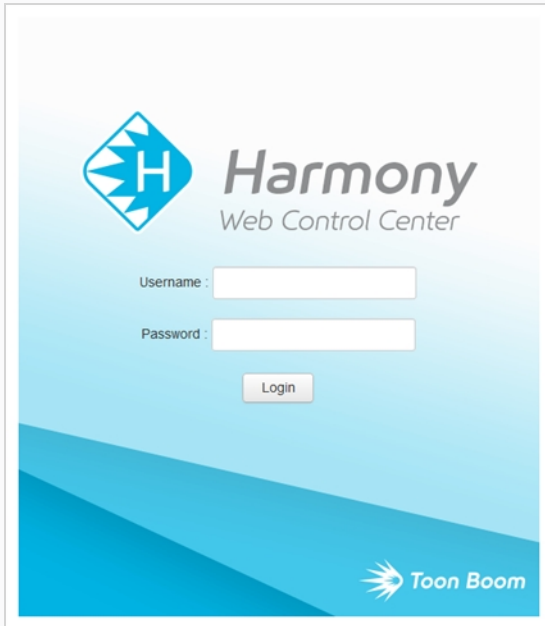 H
Harmony
Web Control Center
Username :
Password :
Login
Toon Boom